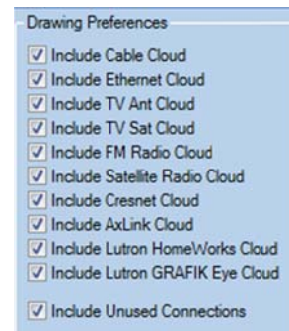 Drawing Preferences
Include Cable Cloud
Include Ethernet Cloud
Include TV Ant Cloud
Include TV Sat Cloud
Include FM Radio Cloud
Include Satellite Radio Cloud
Include Cresnet Cloud
Include AxLink Cloud
Include Lutron HomeWorks Cloud
Include Lutron GRAFIK Eye Cloud
Include Unused Connections